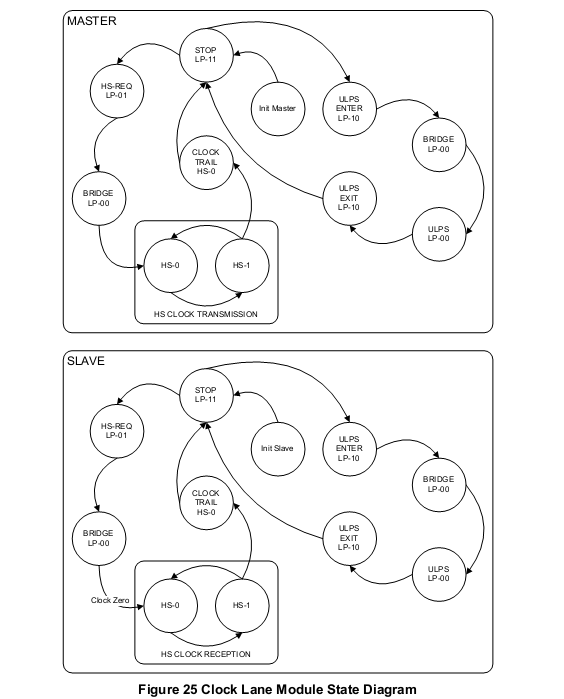 MASTER
STOP
LP-11
HS-REQ
LP-01
Init Master
ULPS
ENTER
LP-10
BRIDGE
LP-00
CLOCK
TRAIL
HS-0
BRIDGE
LP-00
ULPS
EXIT
LP-10
ULPS
LP-00
HS-0
HS-1
HS CLOCK TRANSMISSION
SLAVE
STOP
LP-11
HS-REQ
LP-01
Init Slave
ULPS
ENTER
LP-10
BRIDGE
LP-00
CLOCK
TRAIL
HS-0
BRIDGE
LP-00
ULPS
EXIT
LP-10
ULPS
LP-00
Clock Zero
HS-0
HS-1
HS CLOCK RECEPTION
Figure 25 Clock Lane Module State Diagram